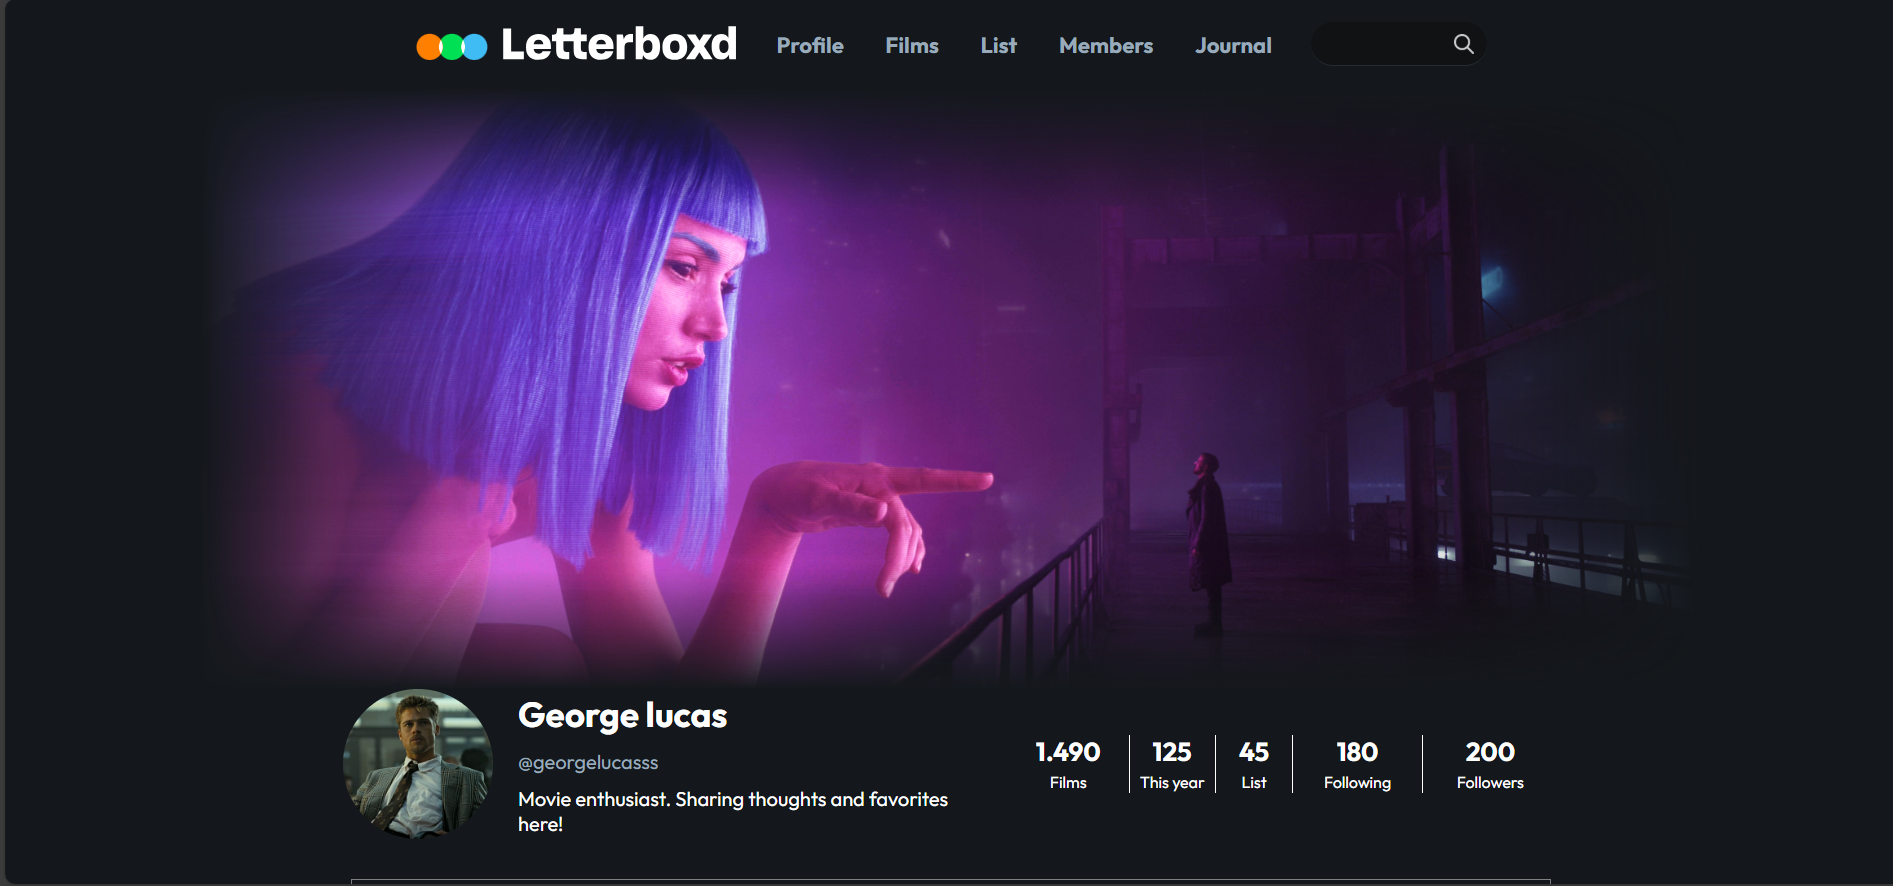 Letterboxd Profile Films List Members Journal
George lucas
@georgelucasss
Movie enthusiast. Sharing thoughts and favorites
here!
1.490 125 45 180 200
Films This year List Following Followers